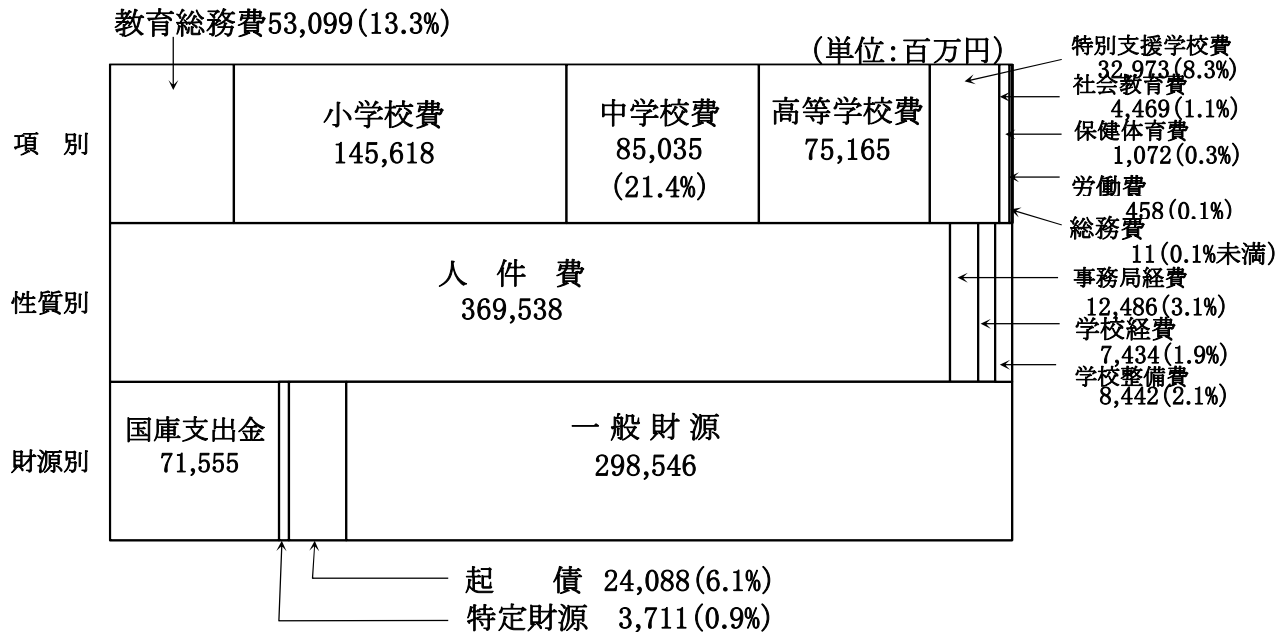 教育総務費53,099(13.3%)
(単位:百万円)
項　別
小学校費
145,618
中学校費
85,035
(21.4%)
高等学校費
75,165
特別支援学校費
32,973(8.3%)
社会教育費
4,469(1.1%)
保健体育費
1,072(0.3%)
労働費
458(0.1%)
総務費
11(0.1%未満)
性質別
人　件　費
369,538
事務局経費
12,486(3.1%)
学校経費
7,434(1.9%)
学校整備費
8,442(2.1%)
財源別
国庫支出金
71,555
一 般 財 源
298,546
起　　債 24,088(6.1%)
特定財源 3,711(0.9%)